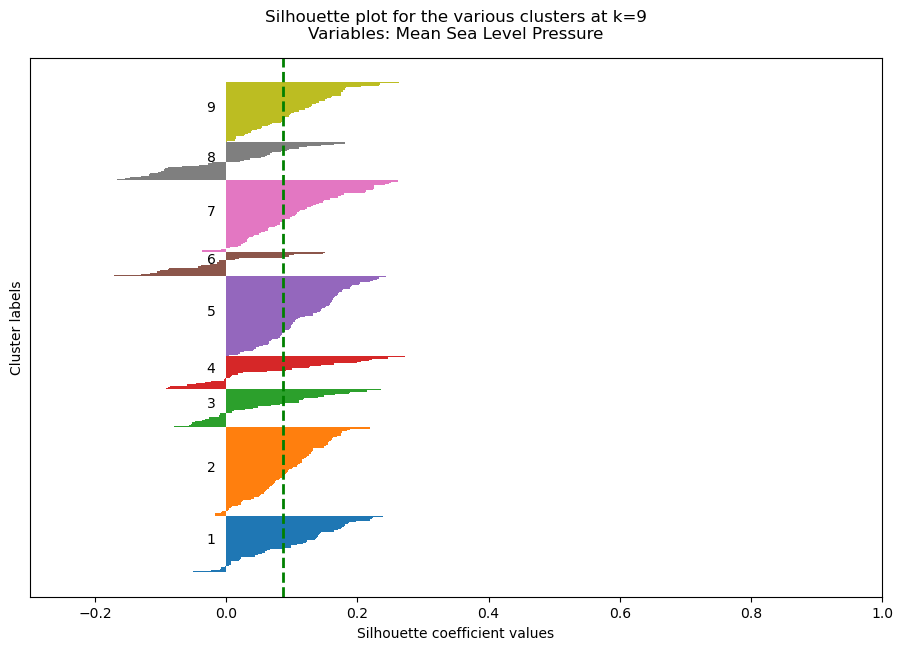 Silhouette plot for the various clusters at k=9
Variables: Mean Sea Level Pressure
9
8
7
6
5
4
3
2
1
Cluster labels
−0.2 0.0 0.2 0.4 0.6 0.8 1.0
Silhouette coefficient values